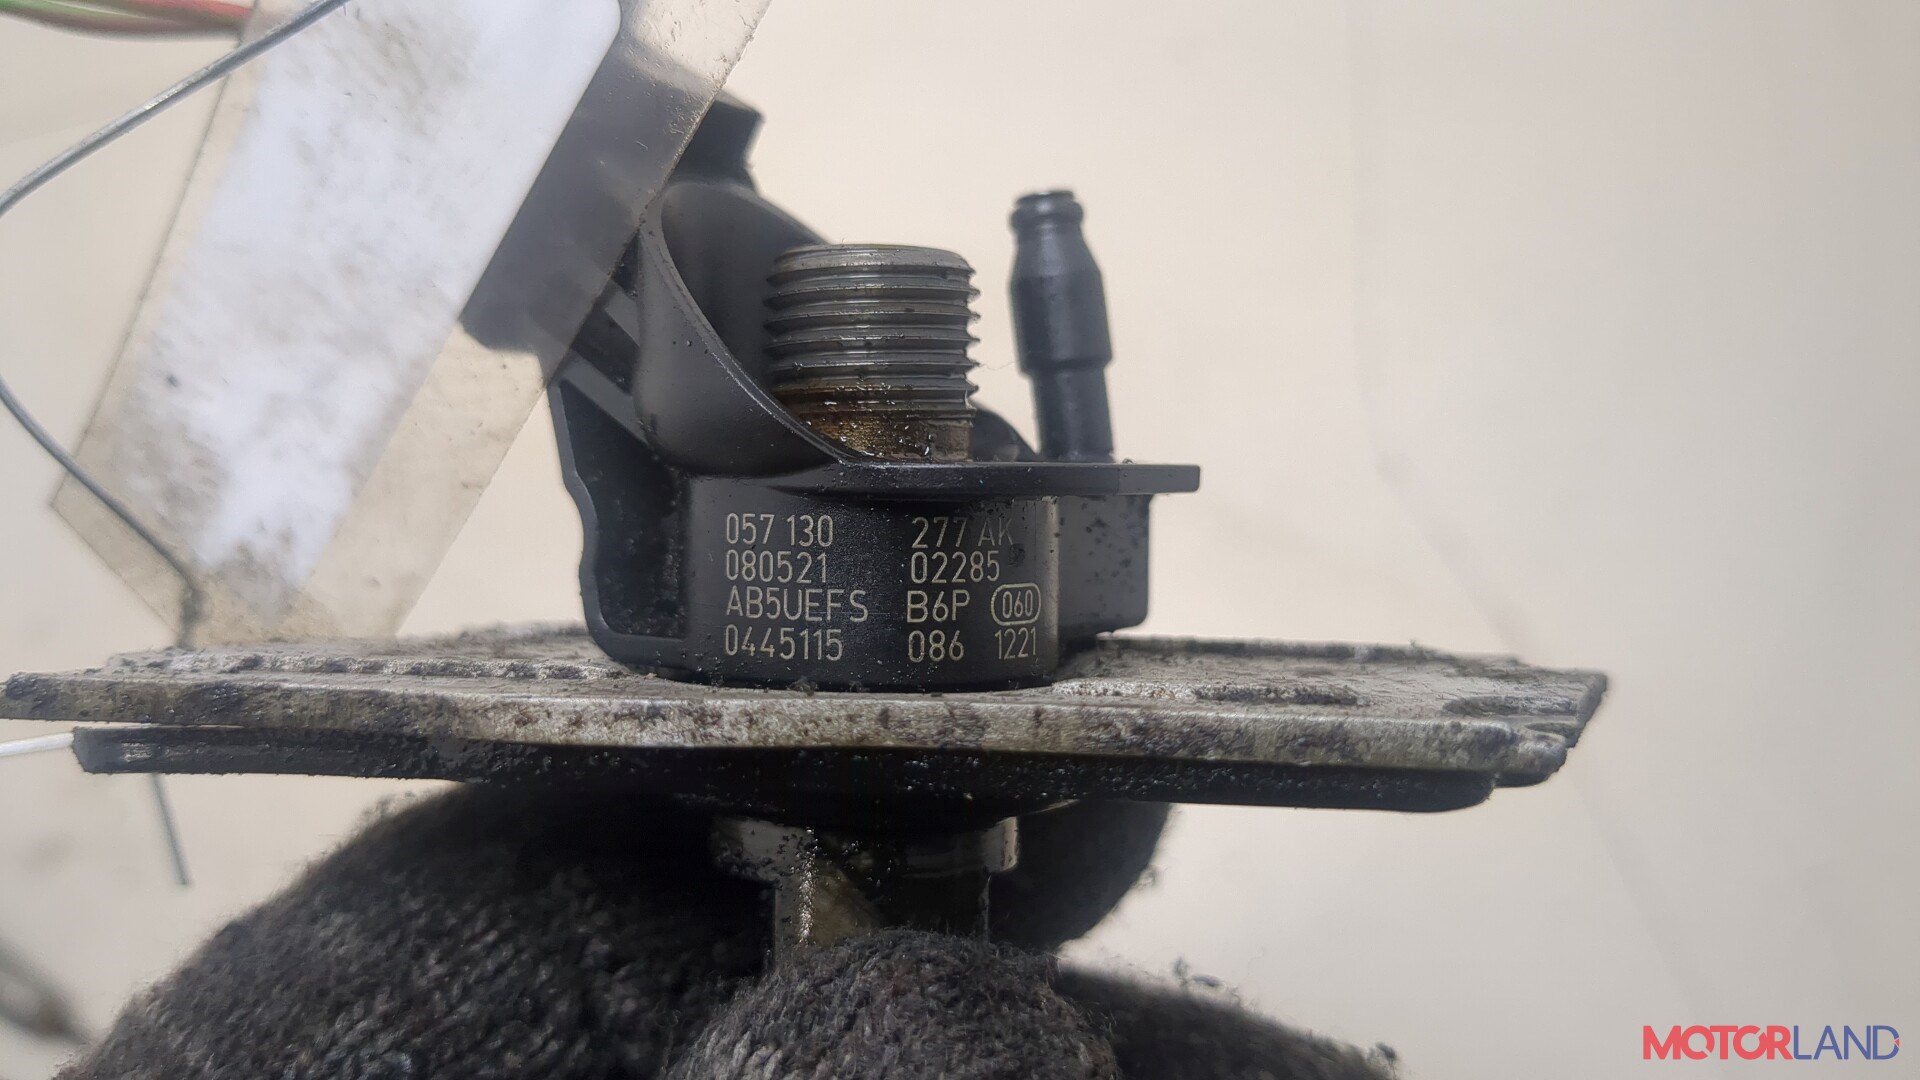 057 130 277 AK
080521 02285
AB5UEFS B6P 060
0445115 086 1221
MOTORLAND